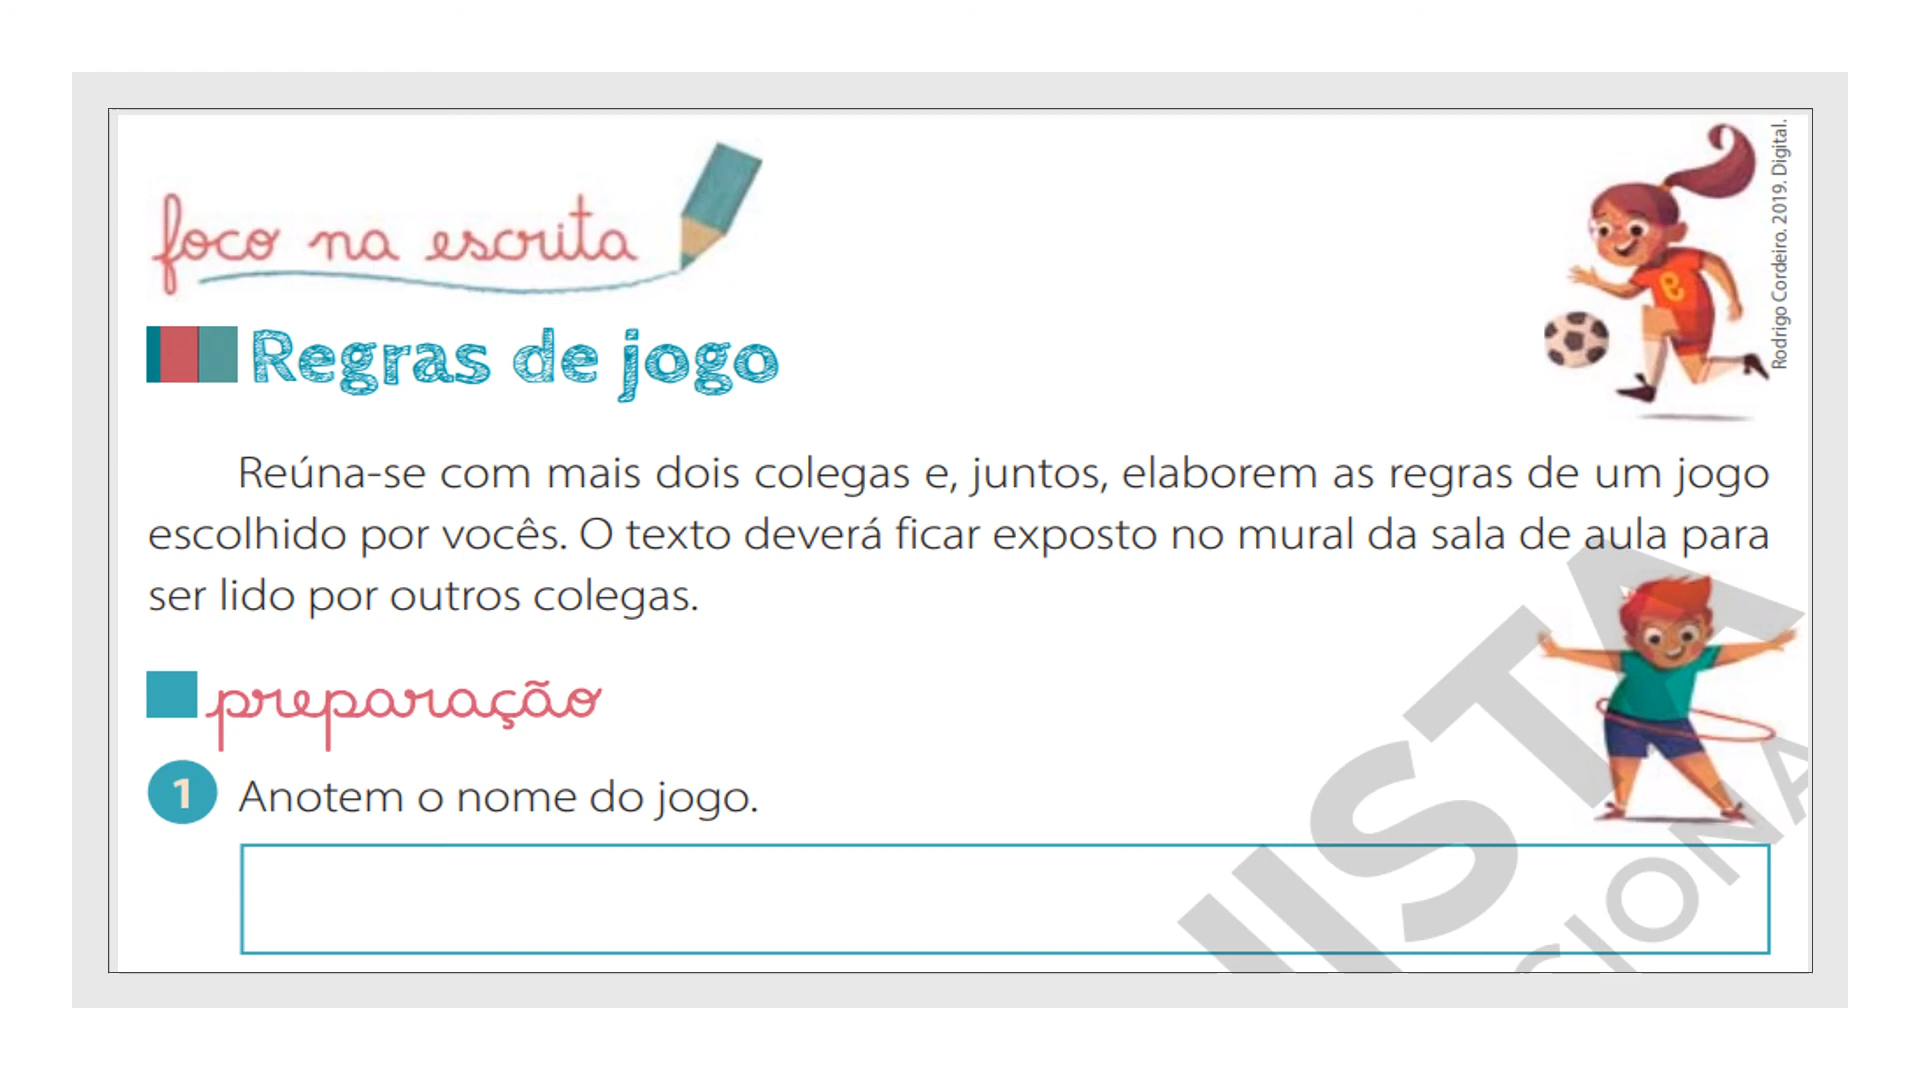 foco na escrita
Rodrigo Cordeiro. 2019. Digital.
Regras de jogo
Reúna-se com mais dois colegas e, juntos, elaborem as regras de um jogo
escolhido por vocês. O texto deverá ficar exposto no mural da sala de aula para
ser lido por outros colegas.
preparação
1 Anotem o nome do jogo.